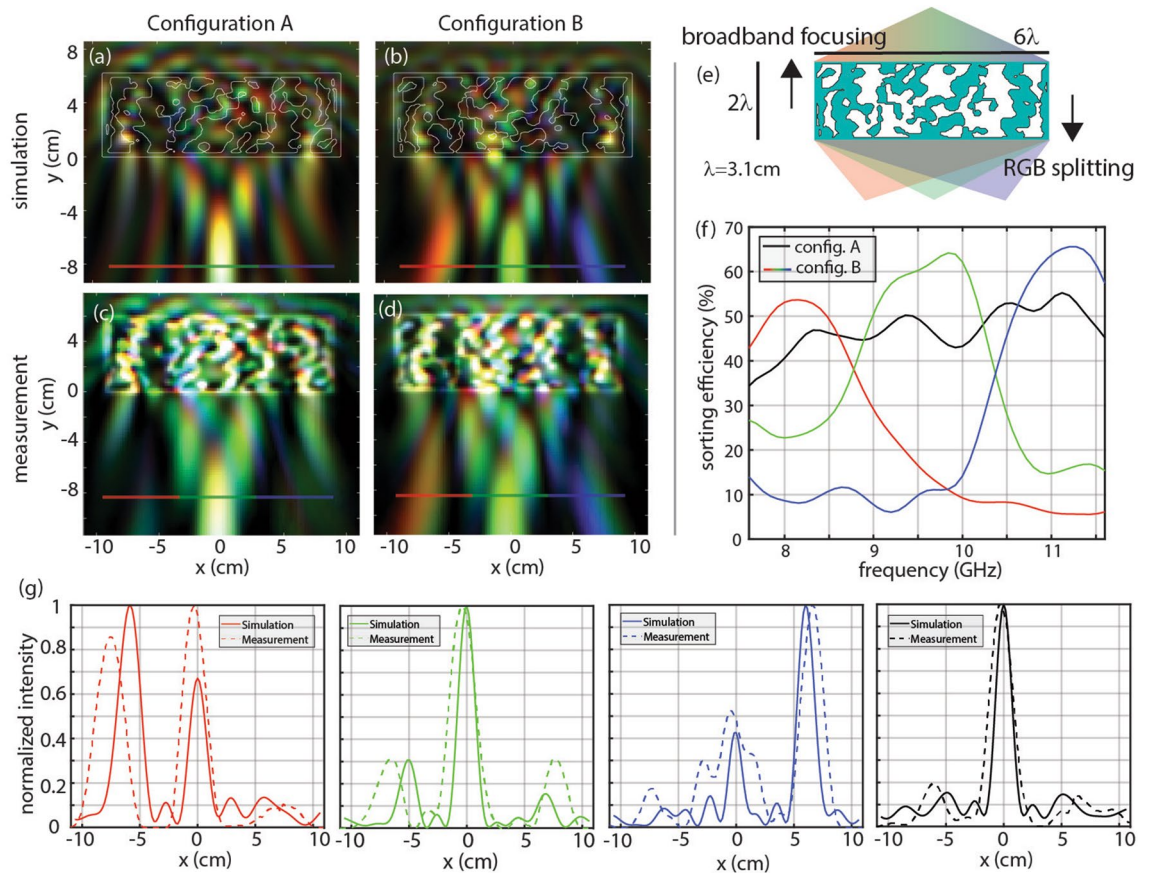 Configuration A
Configuration B
(a)
(b)
8
4
0
-4
-8
y (cm)
simulation
(c)
(d)
4
0
-4
-8
y (cm)
measurement
-10
-5
0
5
10
-10
-5
0
5
10
x (cm)
x (cm)
broadband focusing
6λ
(e)
2λ
λ=3.1cm
RGB splitting
(f)
70
60
50
40
30
20
10
0
sorting efficiency (%)
config. A
config. B
8
9
10
11
frequency (GHz)
(g)
1
0.8
0.6
0.4
0.2
0
normalized intensity
Simulation
Measurement
-10
-5
0
5
10
x (cm)
Simulation
Measurement
-10
-5
0
5
10
x (cm)
Simulation
Measurement
-10
-5
0
5
10
x (cm)
Simulation
Measurement
-10
-5
0
5
10
x (cm)